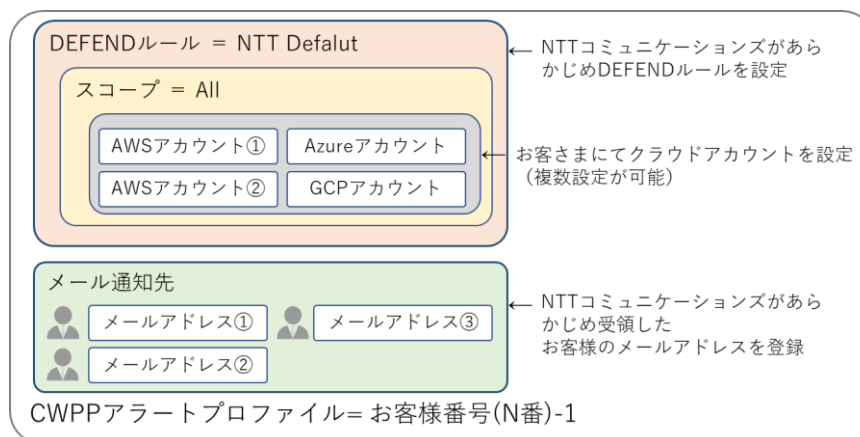 DEFENDルール = NTT Defalut
スコープ = All
AWSアカウント①
Azureアカウント
AWSアカウント②
GCPアカウント
← NTTコミュニケーションズがあら
かじめDEFENDルールを設定
← お客さまにてクラウドアカウントを設定
（複数設定が可能）
メール通知先
メールアドレス①
メールアドレス③
メールアドレス②
← NTTコミュニケーションズがあら
かじめ受領した
お客様のメールアドレスを登録
CWPPアラートプロファイル= お客様番号(N番)-1